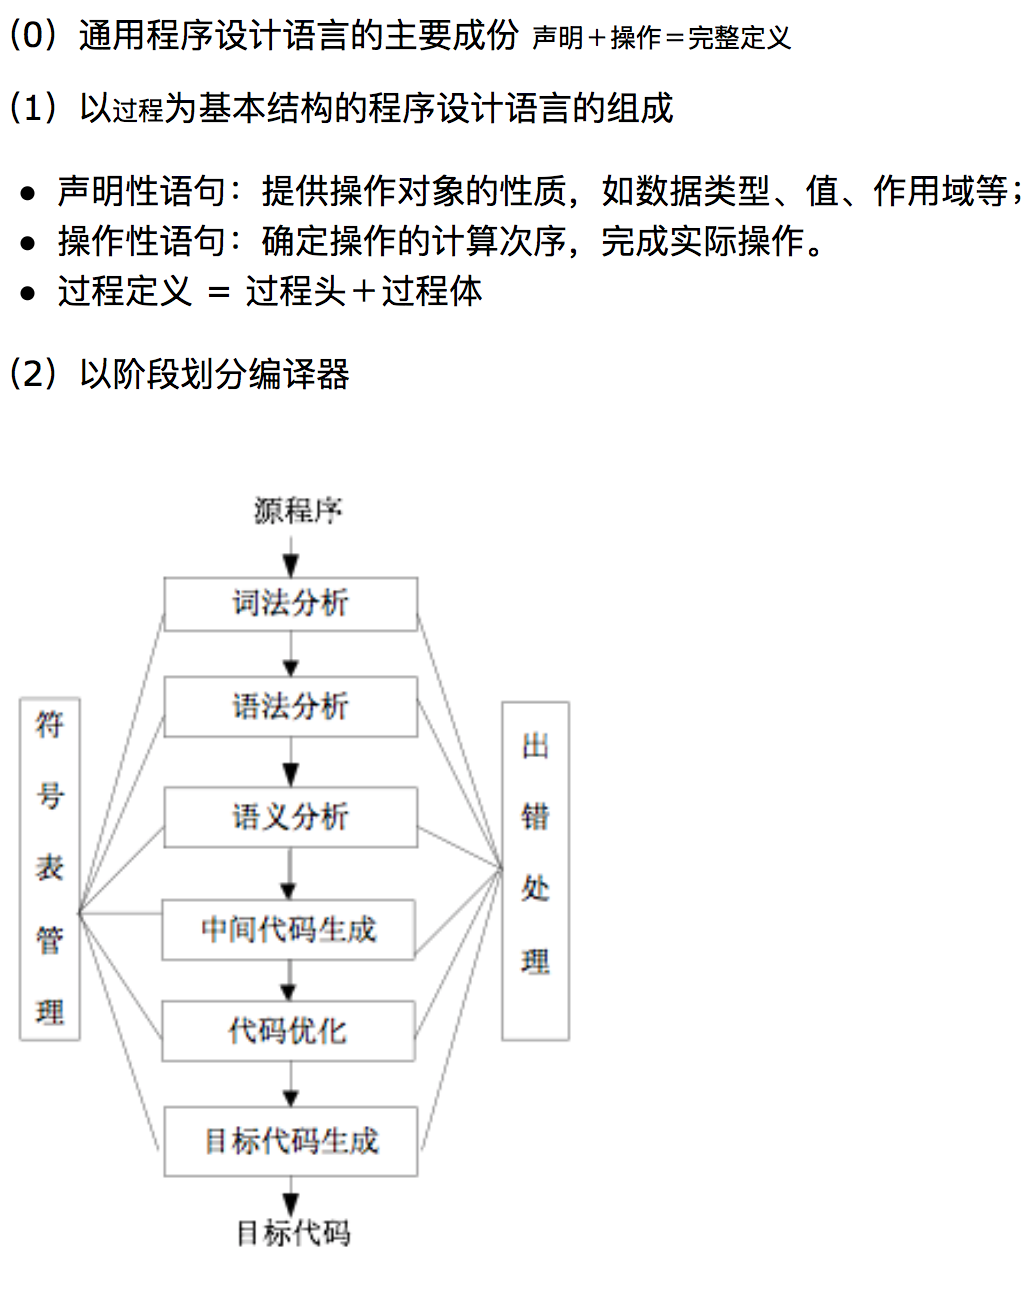 （0）通用程序设计语言的主要成份 声明＋操作＝完整定义
（1）以过程为基本结构的程序设计语言的组成
● 声明性语句：提供操作对象的性质，如数据类型、值、作用域等；
● 操作性语句：确定操作的计算次序，完成实际操作。
● 过程定义 = 过程头＋过程体
（2）以阶段划分编译器
源程序
词法分析
语法分析
语义分析
中间代码生成
代码优化
目标代码生成
目标代码
符号表管理
出错处理